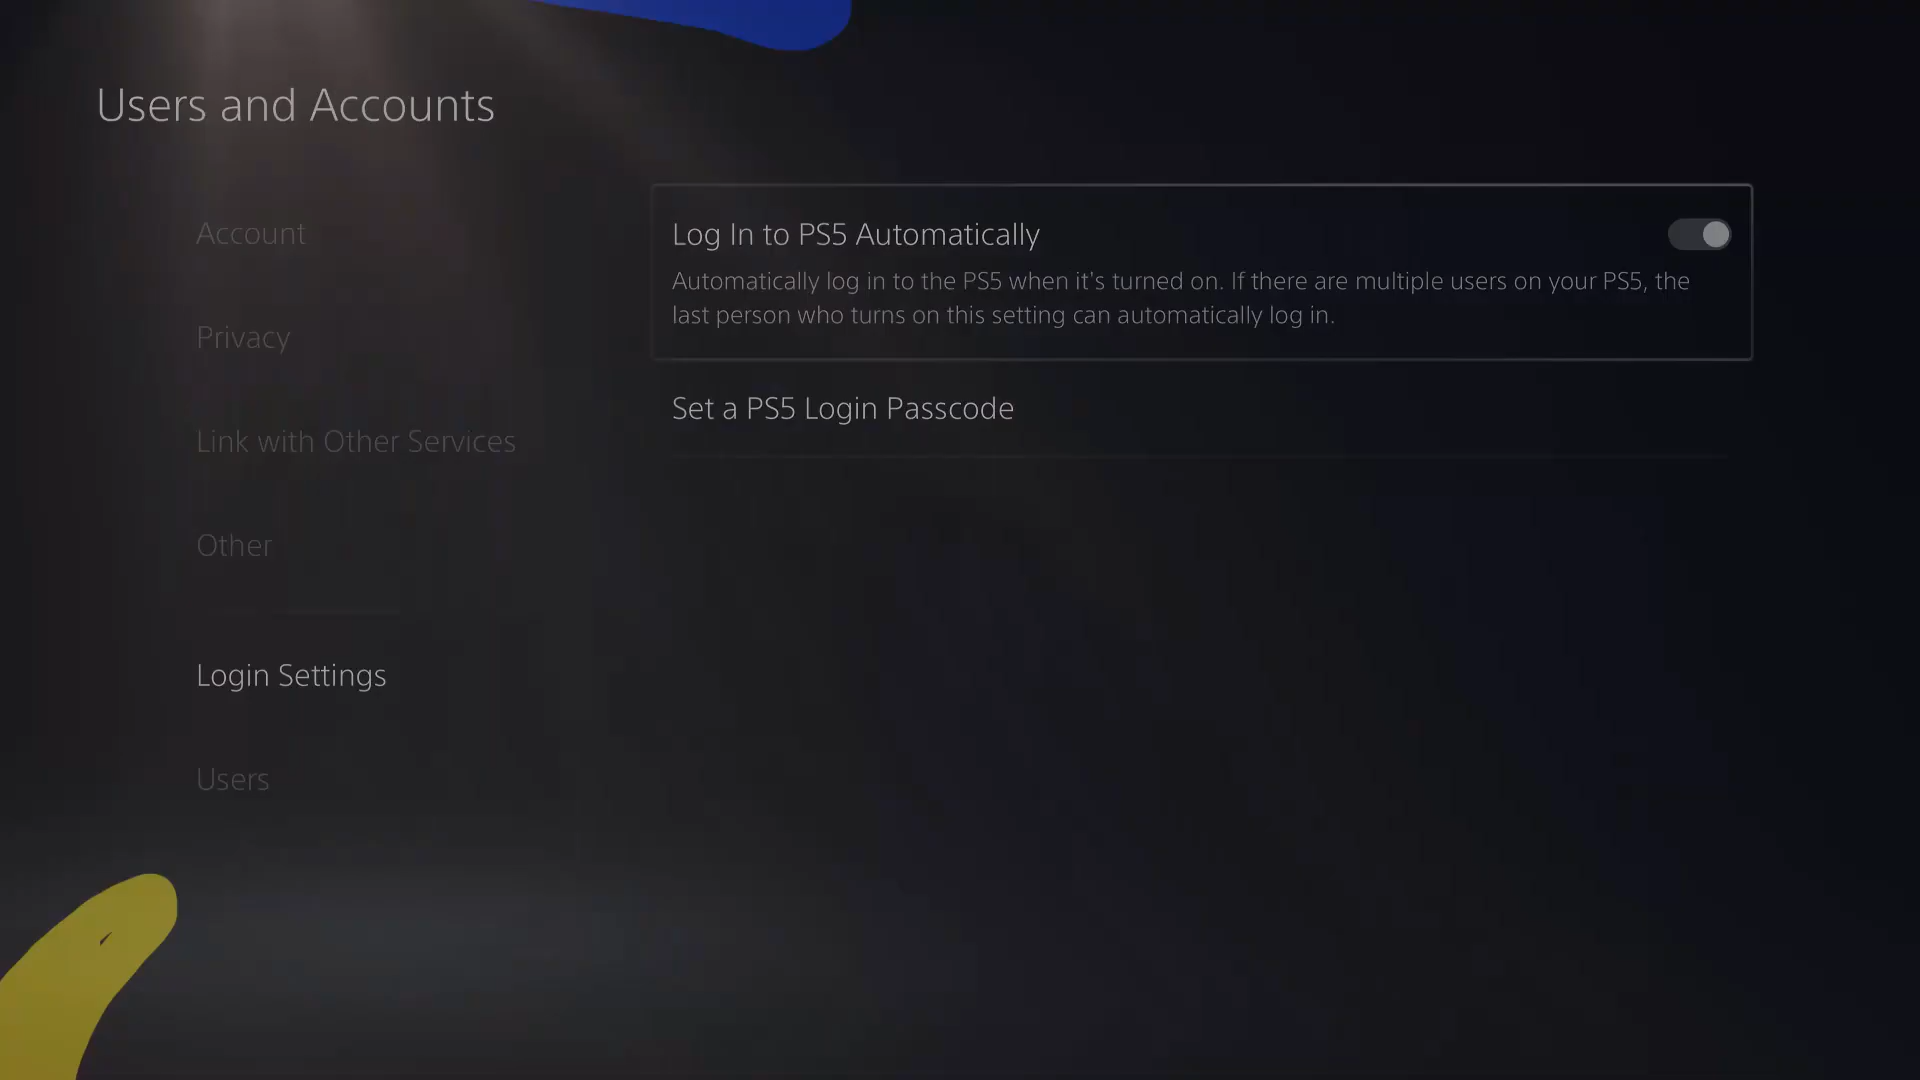 Users and Accounts
Account
Privacy
Link with Other Services
Other
Login Settings
Users
Log In to PS5 Automatically
Automatically log in to the PS5 when it's turned on. If there are multiple users on your PS5, the
last person who turns on this setting can automatically log in.
Set a PS5 Login Passcode